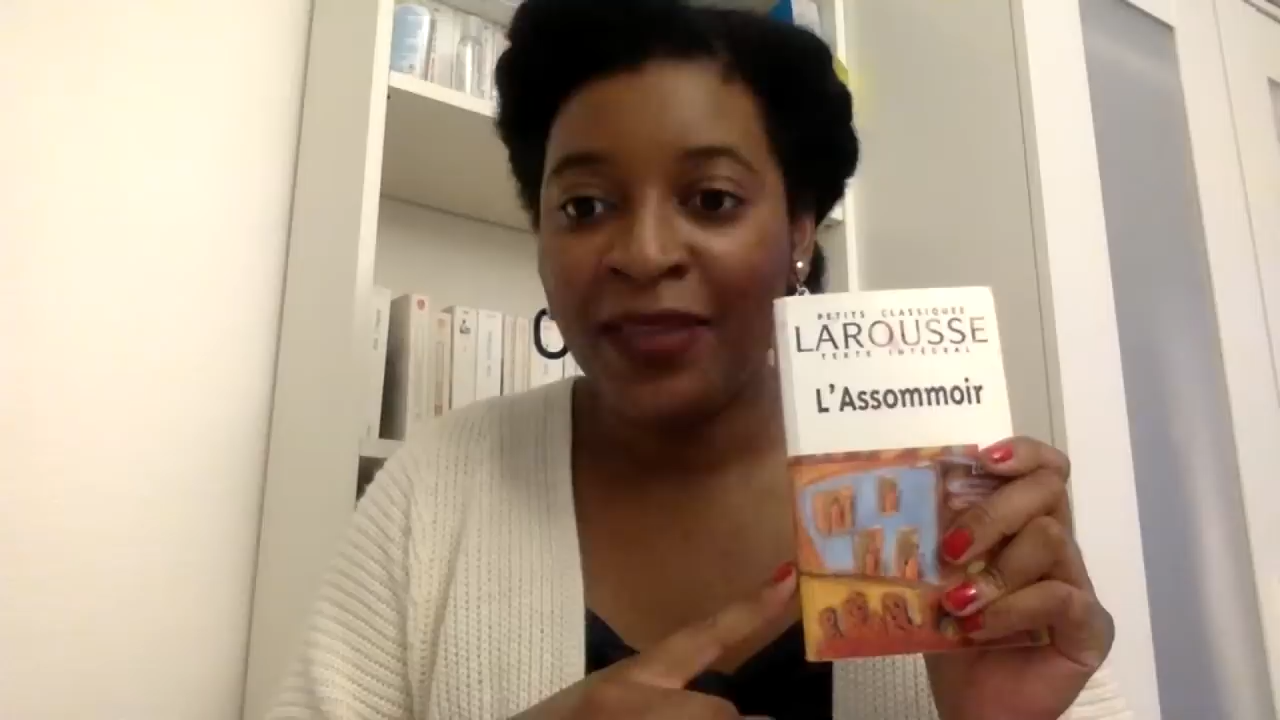 PETITS CLASSIQUES
LAROUSSE
TEXTE INTÉGRAL
L'Assommoir